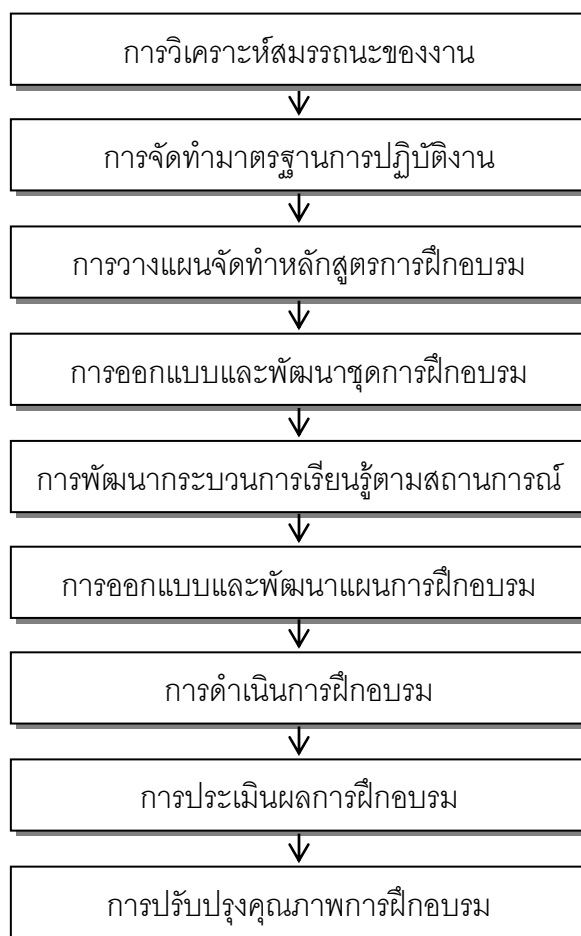 การวิเคราะห์สมรรถนะของงาน
การจัดทำมาตรฐานการปฏิบัติงาน
การวางแผนจัดทำหลักสูตรการฝึกอบรม
การออกแบบและพัฒนาชุดการฝึกอบรม
การพัฒนากระบวนการเรียนรู้ตามสถานการณ์
การออกแบบและพัฒนาแผนการฝึกอบรม
การดำเนินการฝึกอบรม
การประเมินผลการฝึกอบรม
การปรับปรุงคุณภาพการฝึกอบรม